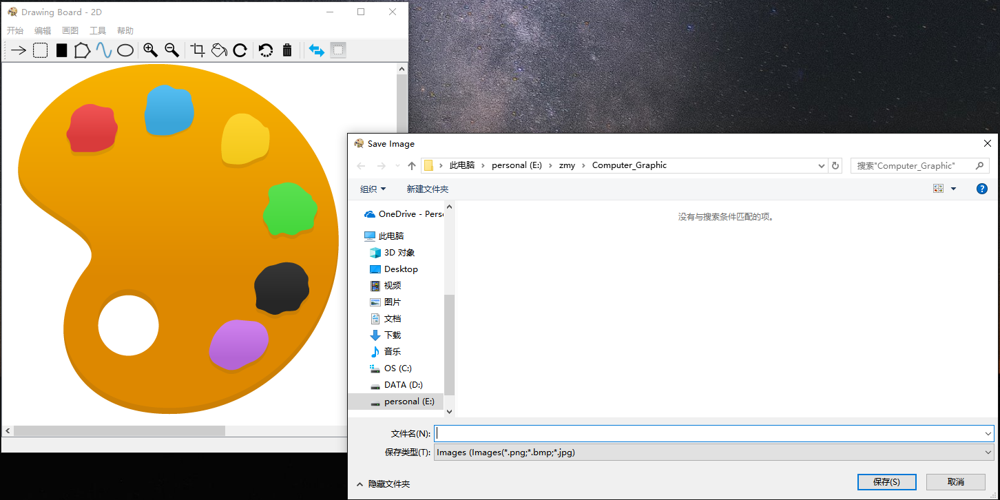 Drawing Board - 2D
开始 编辑 画图 工具 帮助
Save Image
此电脑 personal (E:) zmy Computer_Graphic
搜索"Computer_Graphic"
组织 新建文件夹
没有与搜索条件匹配的项。
OneDrive - Perso
此电脑
3D 对象
Desktop
视频
图片
文档
下载
音乐
OS (C:)
DATA (D:)
personal (E:)
文件名(N):
保存类型(T): Images (Images(*.png;*.bmp;*.jpg)
隐藏文件夹
保存(S) 取消